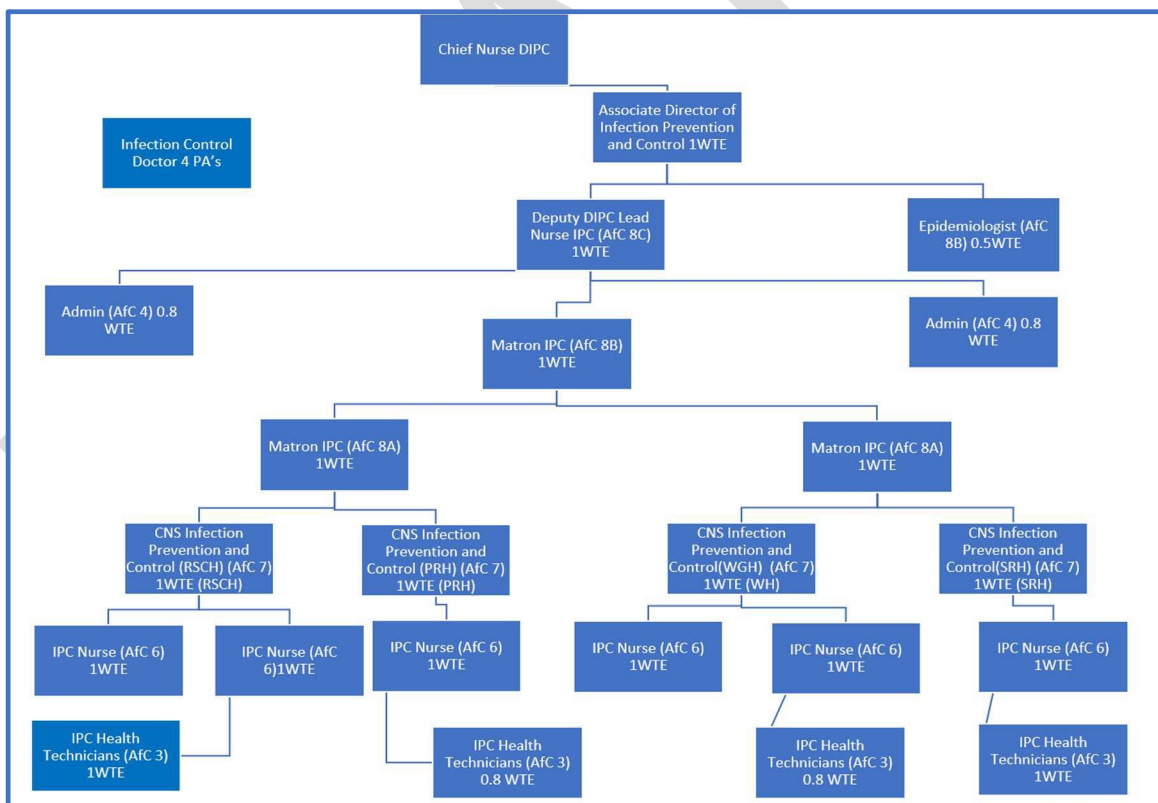 Chief Nurse DIPC
Associate Director of
Infection Prevention
and Control 1WTE
Infection Control
Doctor 4 PA's
Deputy DIPC Lead
Nurse IPC (AfC 8C)
1WTE
Epidemiologist (AfC
8B) 0.5WTE
Admin (AfC 4) 0.8
WTE
Matron IPC (AfC 8B)
1WTE
Admin (AfC 4) 0.8
WTE
Matron IPC (AfC 8A)
1WTE
Matron IPC (AfC 8A)
1WTE
CNS Infection
Prevention and
Control (RSCH) (AfC 7)
1WTE (RSCH)
CNS Infection
Prevention and
Control (PRH) (AfC 7)
1WTE (PRH)
CNS Infection
Prevention and
Control(WGH) (AfC 7)
1WTE (WH)
CNS Infection
Prevention and
Control(SRH) (AfC 7)
1WTE (SRH)
IPC Nurse (AfC 6)
1WTE
IPC Nurse (AfC
6)1WTE
IPC Nurse (AfC 6)
1WTE
IPC Nurse (AfC 6)
1WTE
IPC Nurse (AfC 6)
1WTE
IPC Nurse (AfC 6)
1WTE
IPC Health
Technicians (AfC 3)
1WTE
IPC Health
Technicians (AfC 3)
0.8 WTE
IPC Health
Technicians (AfC 3)
0.8 WTE
IPC Health
Technicians (AfC 3)
1WTE